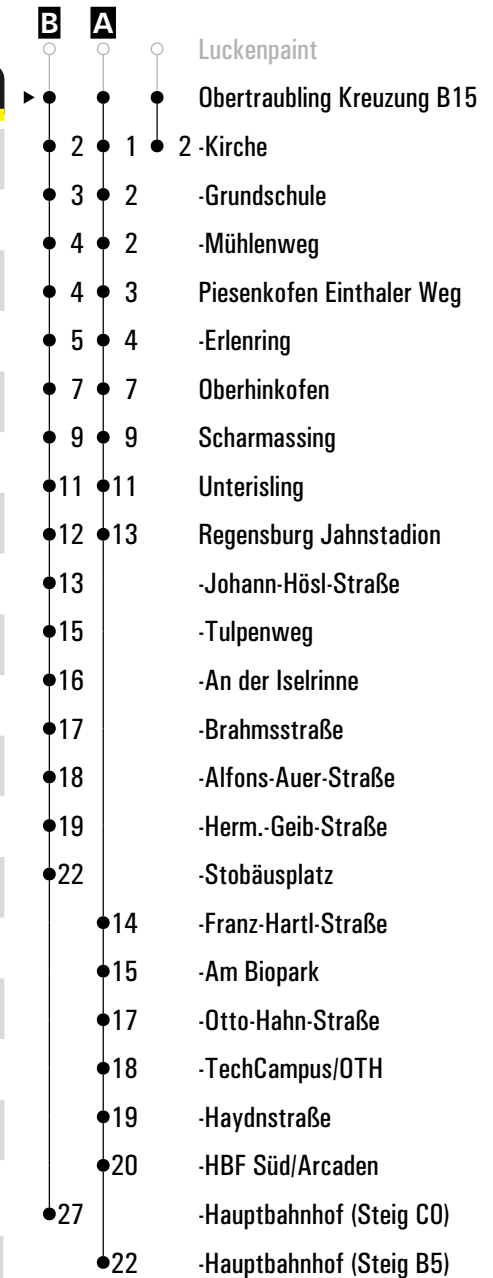 B A
Luckenpaint
Obertraubling Kreuzung B15
2 1 2 -Kirche
3 2 -Grundschule
4 2 -Mühlenweg
4 3 Piesenkofen Einthaler Weg
5 4 -Erlenring
7 7 Oberhinkofen
9 9 Scharmassing
11 11 Unterisling
12 13 Regensburg Jahnstadion
13 -Johann-Hösl-Straße
15 -Tulpenweg
16 -An der Iselrinne
17 -Brahmsstraße
18 -Alfons-Auer-Straße
19 -Herm.-Geib-Straße
22 -Stobäusplatz
14 -Franz-Hartl-Straße
15 -Am Biopark
17 -Otto-Hahn-Straße
18 -TechCampus/OTH
19 -Haydnstraße
20 -HBF Süd/Arcaden
27 -Hauptbahnhof (Steig C0)
22 -Hauptbahnhof (Steig B5)